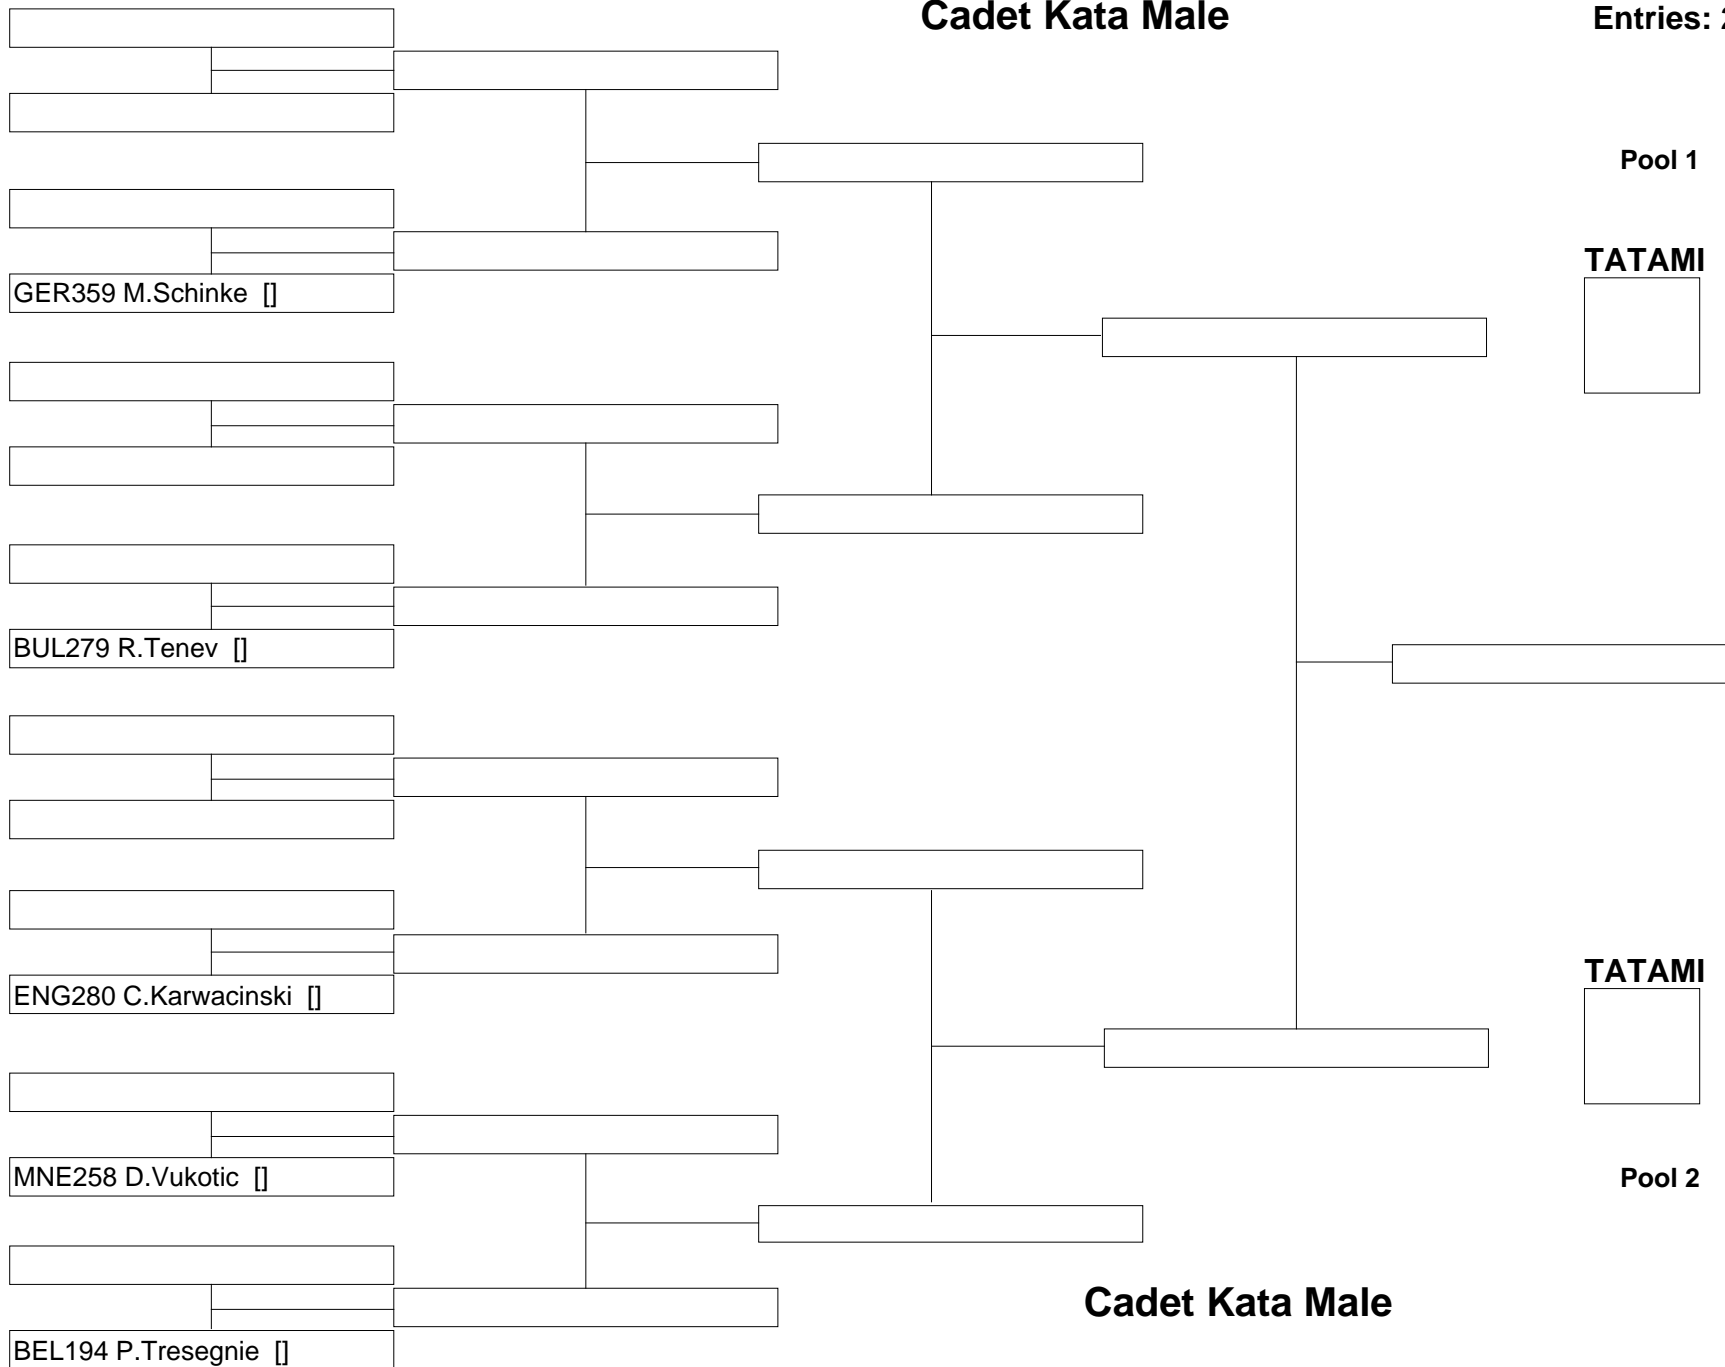 Cadet Kata Male
Entries: 2
Pool 1
TATAMI
GER359 M.Schinke []
BUL279 R.Tenev []
TATAMI
ENG280 C.Karwacinski []
MNE258 D.Vukotic []
Pool 2
Cadet Kata Male
BEL194 P.Tresegnie []